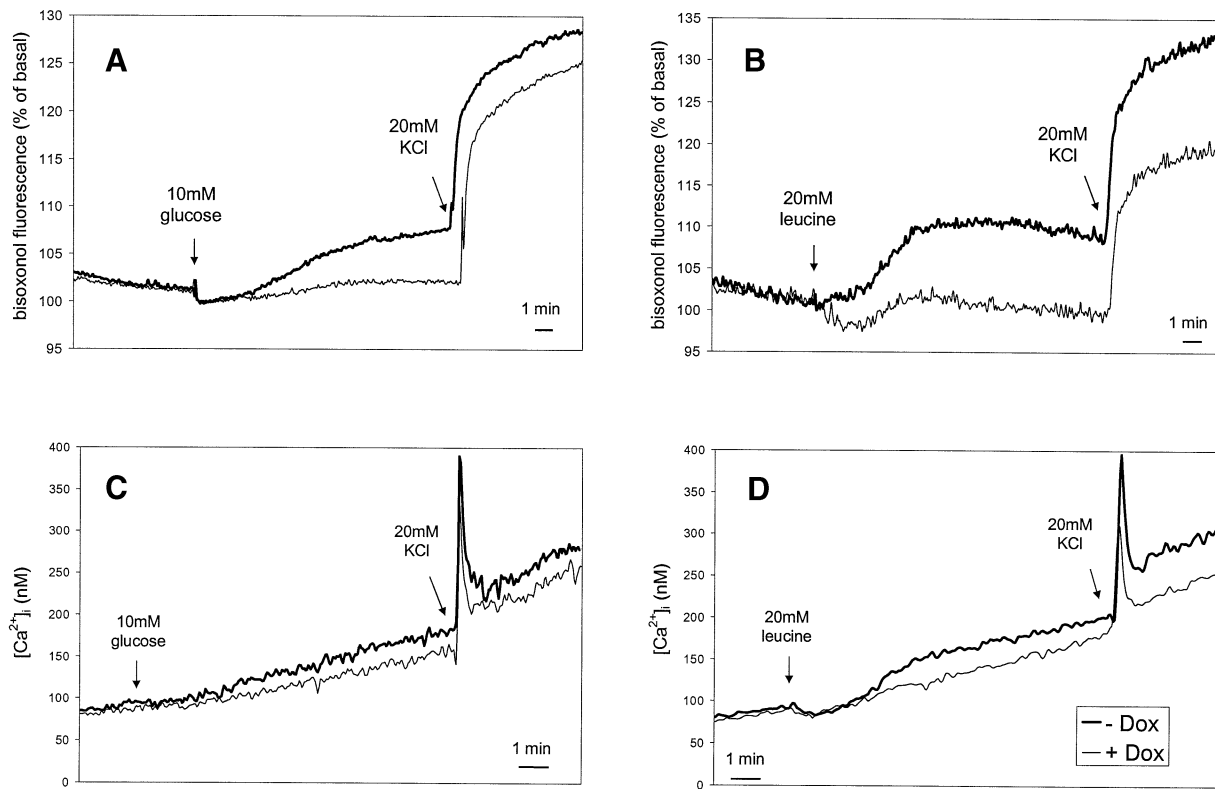 A
bisoxonol fluorescence (% of basal)
130
125
120
115
110
105
100
95
10mM
glucose
20mM
KCl
1 min
B
bisoxonol fluorescence (% of basal)
135
130
125
120
115
110
105
100
95
20mM
leucine
20mM
KCl
1 min
C
[Ca2+]i (nM)
400
350
300
250
200
150
100
50
0
10mM
glucose
20mM
KCl
1 min
D
[Ca2+]i (nM)
400
350
300
250
200
150
100
50
0
20mM
leucine
20mM
KCl
1 min
- Dox
+ Dox